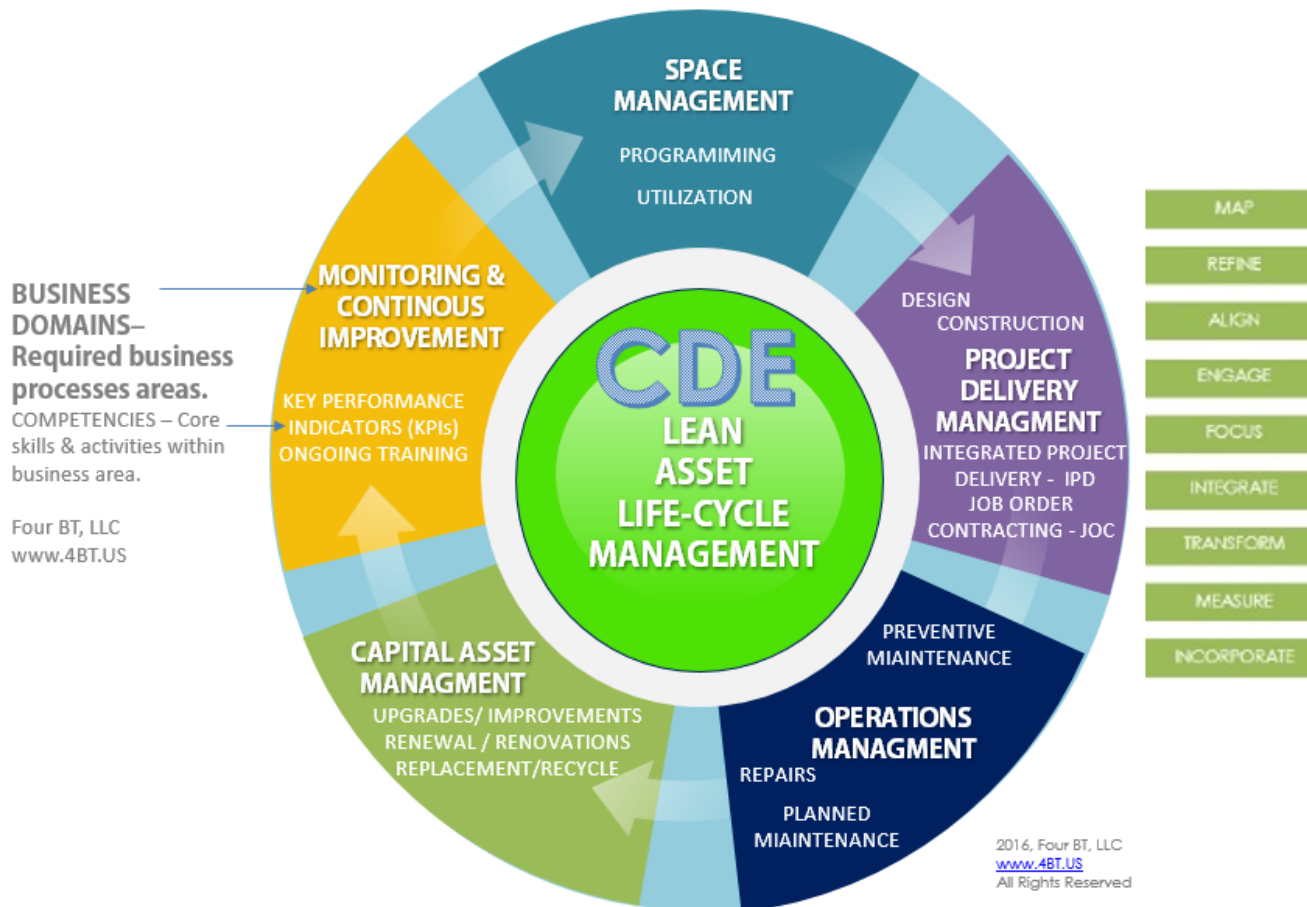 SPACE
MANAGEMENT
PROGRAMIMING
UTILIZATION
DESIGN
CONSTRUCTION
PROJECT
DELIVERY
MANAGMENT
INTEGRATED PROJECT
DELIVERY - IPD
JOB ORDER
CONTRACTING - JOC
PREVENTIVE
MIAINTENANCE
OPERATIONS
MANAGMENT
REPAIRS
PLANNED
MIAINTENANCE
CAPITAL ASSET
MANAGMENT
UPGRADES/ IMPROVEMENTS
RENEWAL / RENOVATIONS
REPLACEMENT/RECYCLE
MONITORING &
CONTINOUS
IMPROVEMENT
KEY PERFORMANCE
INDICATORS (KPIs)
ONGOING TRAINING
CDE
LEAN
ASSET
LIFE-CYCLE
MANAGEMENT
BUSINESS
DOMAINS–
Required business
processes areas.
COMPETENCIES – Core
skills & activities within
business area.
Four BT, LLC
www.4BT.US
MAP
REFINE
ALIGN
ENGAGE
FOCUS
INTEGRATE
TRANSFORM
MEASURE
INCORPORATE
2016, Four BT, LLC
www.4BT.US
All Rights Reserved